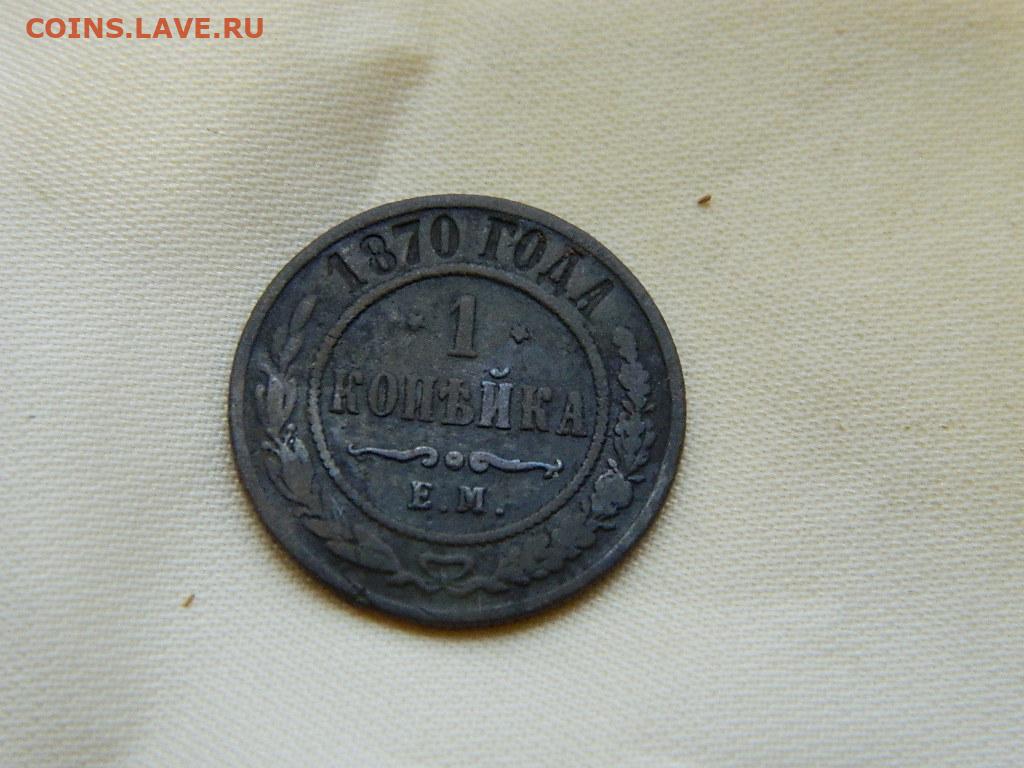 COINS.LAVE.RU
1870 ГОДА
* 1 *
КОПѢЙКА
Е.М.